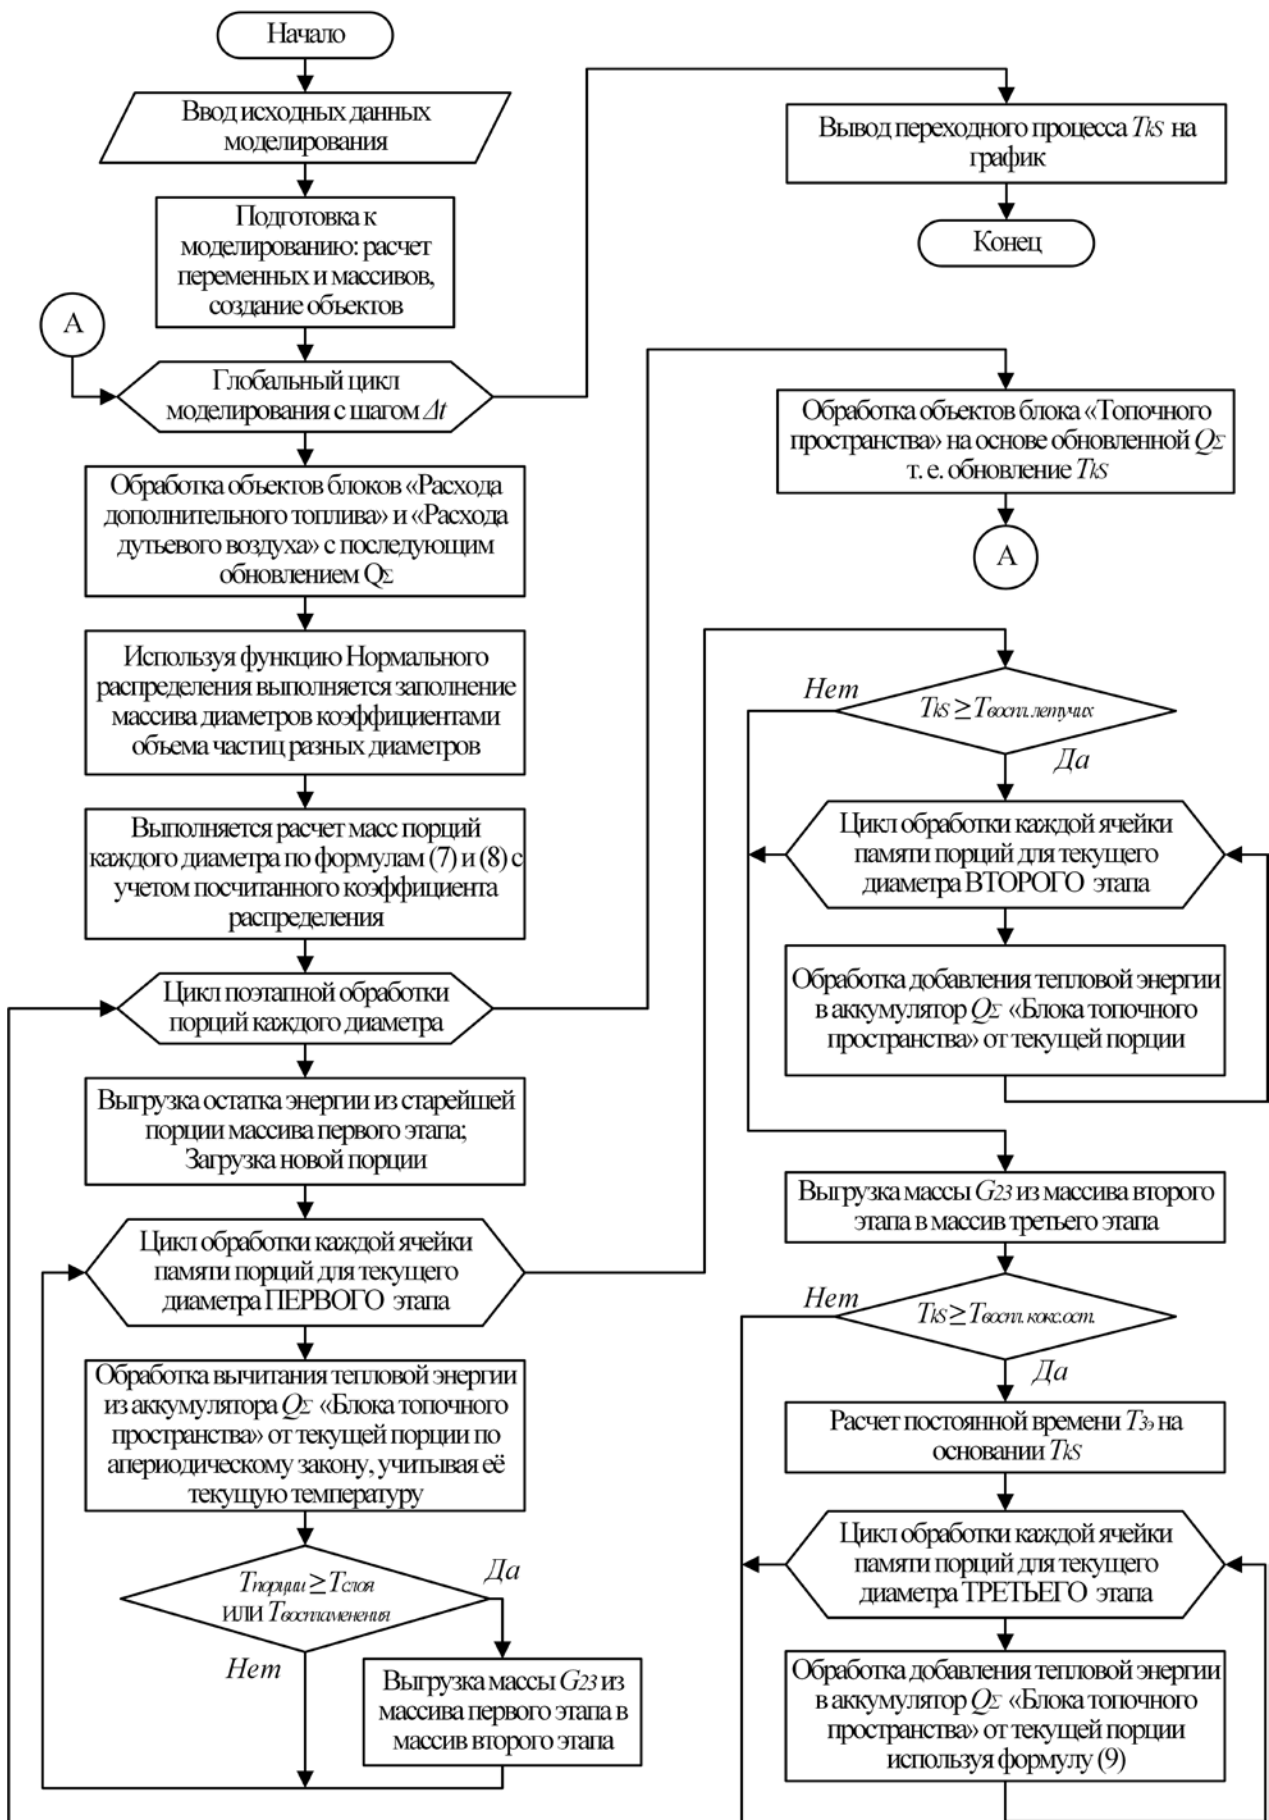 Начало
Ввод исходных данных
моделирования
Подготовка к
моделированию: расчет
переменных и массивов,
создание объектов
А
Глобальный цикл
моделирования с шагом Δt
Обработка объектов блоков «Расхода
дополнительного топлива» и «Расхода
дутьевого воздуха» с последующим
обновлением QΣ
Используя функцию Нормального
распределения выполняется заполнение
массива диаметров коэффициентами
объема частиц разных диаметров
Выполняется расчет масс порций
каждого диаметра по формулам (7) и (8) с
учетом посчитанного коэффициента
распределения
Цикл поэтапной обработки
порций каждого диаметра
Выгрузка остатка энергии из старейшей
порции массива первого этапа;
Загрузка новой порции
Цикл обработки каждой ячейки
памяти порций для текущего
диаметра ПЕРВОГО этапа
Обработка вычитания тепловой энергии
из аккумулятора QΣ «Блока топочного
пространства» от текущей порции по
апериодическому закону, учитывая её
текущую температуру
Tпорции ≥ Tслоя
ИЛИ Tвоспламенения
Да
Нет
Выгрузка массы G23 из
массива первого этапа в
массив второго этапа
Вывод переходного процесса TkS на
график
Конец
Обработка объектов блока «Топочного
пространства» на основе обновленной QΣ
т. е. обновление TkS
А
Нет
TkS ≥ Tвоспл.летучих
Да
Цикл обработки каждой ячейки
памяти порций для текущего
диаметра ВТОРОГО этапа
Обработка добавления тепловой энергии
в аккумулятор QΣ «Блока топочного
пространства» от текущей порции
Выгрузка массы G23 из массива второго
этапа в массив третьего этапа
Нет
TkS ≥ Tвоспл. кокс.ост.
Да
Расчет постоянной времени T3э на
основании TkS
Цикл обработки каждой ячейки
памяти порций для текущего
диаметра ТРЕТЬЕГО этапа
Обработка добавления тепловой энергии
в аккумулятор QΣ «Блока топочного
пространства» от текущей порции
используя формулу (9)